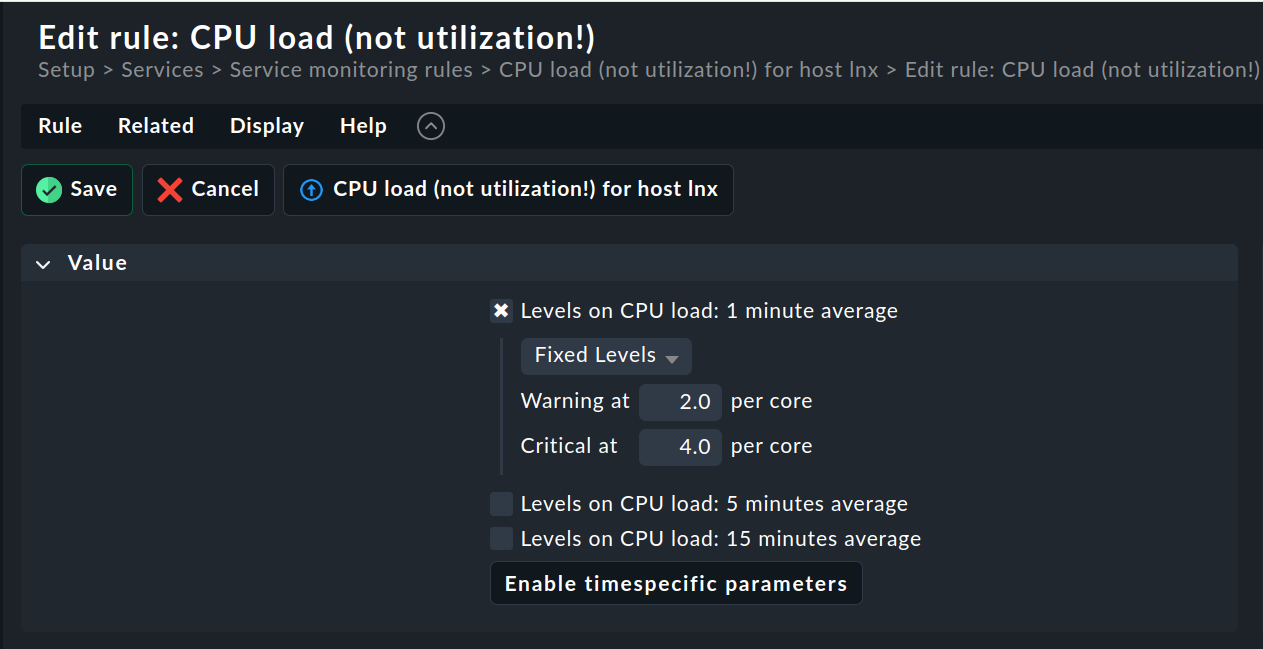 Edit rule: CPU load (not utilization!)
Setup > Services > Service monitoring rules > CPU load (not utilization!) for host lnx > Edit rule: CPU load (not utilization!)
Rule Related Display Help
Save Cancel CPU load (not utilization!) for host lnx
Value
Levels on CPU load: 1 minute average
Fixed Levels
Warning at 2.0 per core
Critical at 4.0 per core
Levels on CPU load: 5 minutes average
Levels on CPU load: 15 minutes average
Enable timespecific parameters